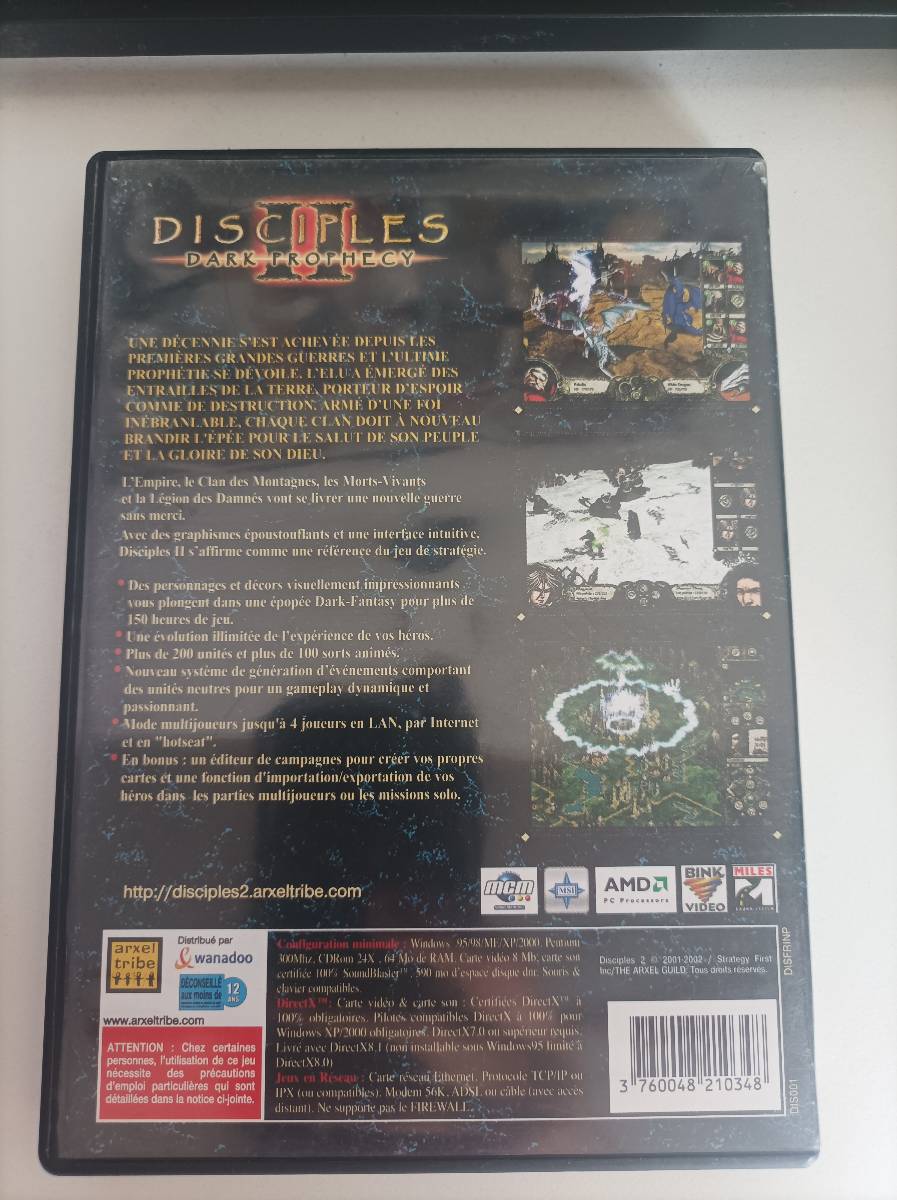 DISCIPLES
II
DARK PROPHECY
UNE DÉCENNIE S'EST ACHEVÉE DEPUIS LES
PREMIÈRES GRANDES GUERRES ET L'ULTIME
PROPHÉTIE SE DÉVOILE. L'ELU A ÉMERGÉ DES
ENTRAILLES DE LA TERRE, PORTEUR D'ESPOIR
COMME DE DESTRUCTION. ARMÉ D'UNE FOI
INÉBRANLABLE, CHAQUE CLAN DOIT À NOUVEAU
BRANDIR L'ÉPÉE POUR LE SALUT DE SON PEUPLE
ET LA GLOIRE DE SON DIEU.
L'Empire, le Clan des Montagnes, les Morts-Vivants
et la Légion des Damnés vont se livrer une nouvelle guerre
sans merci.
Avec des graphismes époustouflants et une interface intuitive,
Disciples II s'affirme comme une référence du jeu de stratégie.
• Des personnages et décors visuellement impressionnants
vous plongent dans une épopée Dark-Fantasy pour plus de
150 heures de jeu.
• Une évolution illimitée de l'expérience de vos héros.
• Plus de 200 unités et plus de 100 sorts animés.
• Nouveau système de génération d'événements comportant
des unités neutres pour un gameplay dynamique et
passionnant.
• Mode multijoueurs jusqu'à 4 joueurs en LAN, par Internet
et en "hotseat".
• En bonus : un éditeur de campagnes pour créer vos propres
cartes et une fonction d'importation/exportation de vos
héros dans les parties multijoueurs ou les missions solo.
http://disciples2.arxeltribe.com
mcm
MSI
AMD
PC Processors
BINK
VIDEO
MILES
arxel
tribe
Distribué par
wanadoo
DÉCONSEILLÉ
aux moins de
12
ANS
www.arxeltribe.com
ATTENTION : Chez certaines
personnes, l'utilisation de ce jeu
nécessite des précautions
d'emploi particulières qui sont
détaillées dans la notice ci-jointe.
Configuration minimale : Windows 95/98/ME/XP/2000. Pentium
300Mhz, CDRom 24X , 64 Mo de RAM. Carte vidéo 8 Mb, carte son
certifiée 100% SoundBlaster™, 590 mo d'espace disque dur. Souris &
clavier compatibles.
DirectX™: Carte vidéo & carte son : Certifiées DirectX™ à
100% obligatoires. Pilotes compatibles DirectX à 100% pour
Windows XP/2000 obligatoires. DirectX7.0 ou supérieur requis.
Livré avec DirectX8.1 (non installable sous Windows95 limité à
DirectX8.0)
Jeux en Réseau : Carte réseau Ethernet. Protocole TCP/IP ou
IPX (ou compatibles). Modem 56K, ADSL ou câble (avec accès
distant). Ne supporte pas le FIREWALL.
Disciples 2 © 2001-2002 / Strategy First
Inc/THE ARXEL GUILD. Tous droits réservés.
DISFRINP
3 760048 210348
DIS001